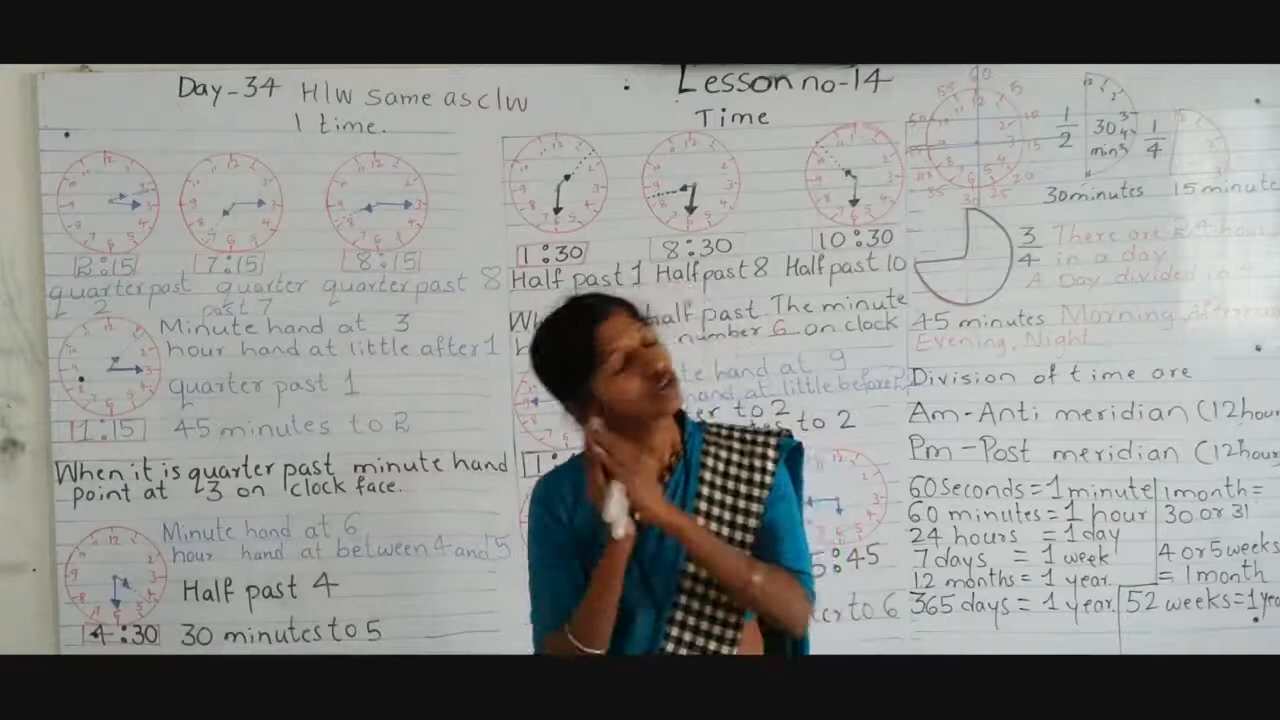 Day-34 H/W same as c/w
1 time.
Lesson no-14
Time
2:15
7:15
8:15
quarter past 2
quarter past 7
quarter past 8
Minute hand at 3
hour hand at little after 1
quarter past 1
1:15
45 minutes to 2
When it is quarter past minute hand
point at 3 on clock face.
Minute hand at 6
hour hand at between 4 and 5
Half past 4
4:30
30 minutes to 5
1:30
8:30
10:30
Half past 1 Half past 8 Half past 10
half past The minute
number 6 on clock
hand at 9
hand at little before
to 2
to 2
5:45
to 6
1/2
30
mins
1/4
30 minutes 15 minute
3/4
There are
in a day
A Day divided in 4
45 minutes Morning
Evening, Night
Division of time are
Am-Anti meridian (12 hour
Pm-Post meridian (12 hour
60 seconds = 1 minute
60 minutes = 1 hour
24 hours = 1 day
7 days = 1 week
12 months = 1 year.
365 days = 1 year.
1 month =
30 or 31
4 or 5 weeks
= 1 month
52 weeks = 1 yea